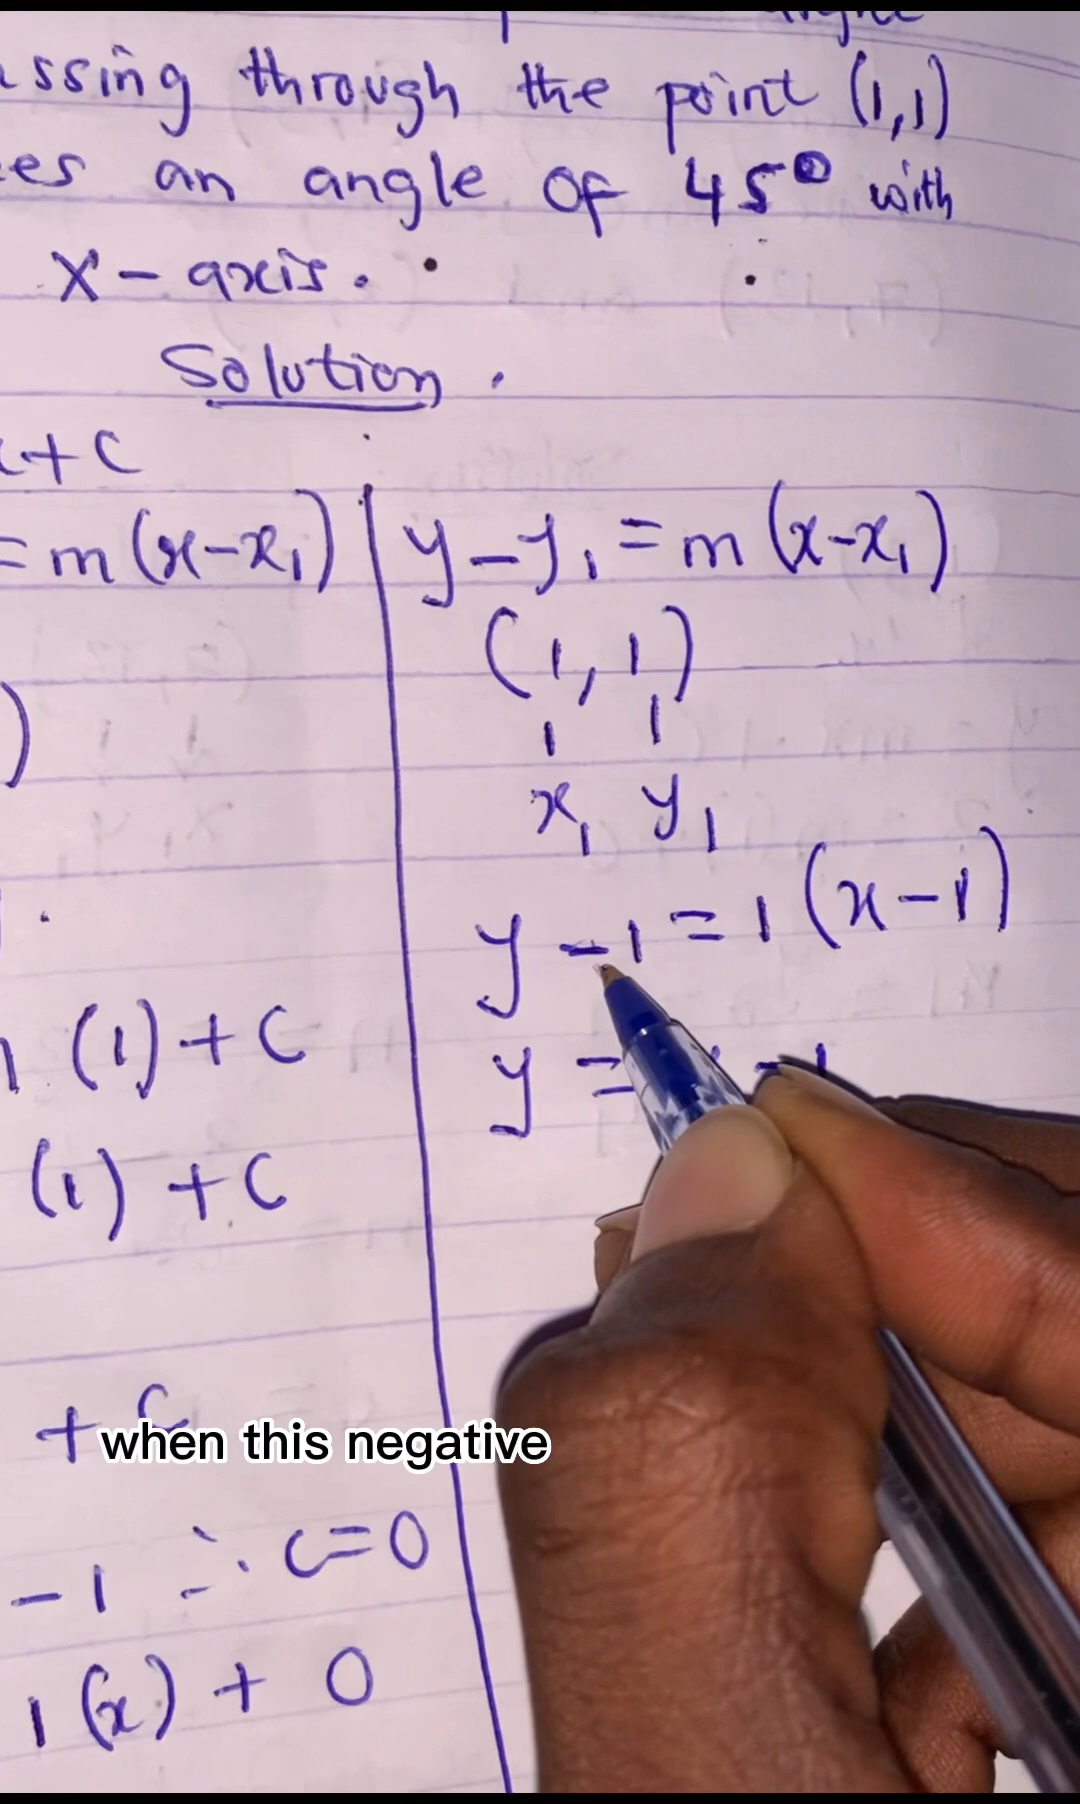 ssing through the point (1,1)
es an angle of 45° with
X - axis.
Solution.
+ C
= m(x-x₁)
)
(1) + C
(1) + C
+ C
-1 ∴ C=0
1(x) + 0
y - y₁ = m(x-x₁)
(1, 1)
x₁ y₁
y - 1 = 1(x - 1)
y = - 1
when this negative